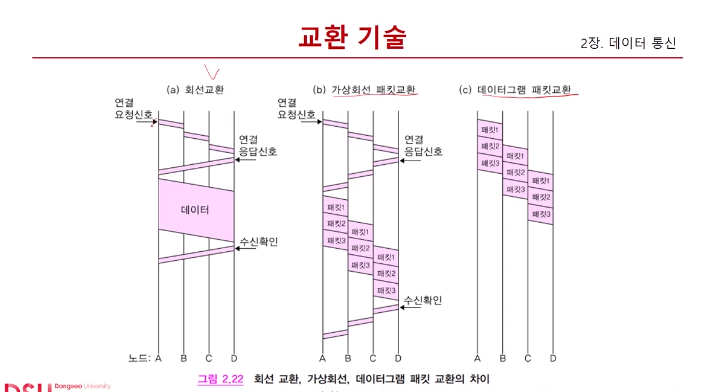 교환 기술
2장. 데이터 통신
(a) 회선교환
(b) 가상회선 패킷교환
(c) 데이터그램 패킷교환
연결
요청신호
연결
응답신호
데이터
수신확인
연결
요청신호
연결
응답신호
패킷1
패킷2
패킷3
패킷1
패킷2
패킷3
패킷1
패킷2
패킷3
수신확인
패킷1
패킷2
패킷3
패킷1
패킷2
패킷3
패킷1
패킷2
패킷3
노드: A B C D A B C D A B C D
그림 2.22 회선 교환, 가상회선, 데이터그램 패킷 교환의 차이
DSU Dongseo University